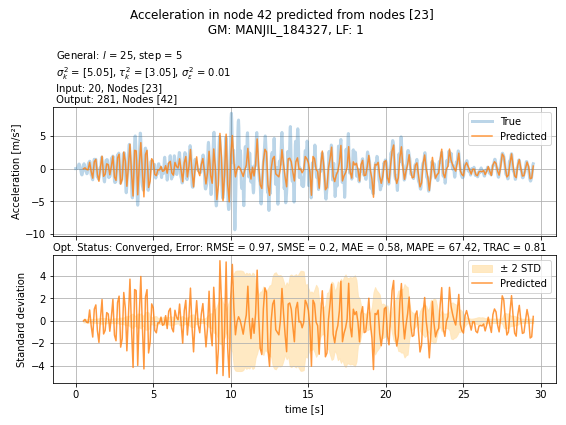 Acceleration in node 42 predicted from nodes [23]
GM: MANJIL_184327, LF: 1
General: l = 25, step = 5
σ²ₖ = [5.05], τ²ₖ = [3.05], σ²ε = 0.01
Input: 20, Nodes [23]
Output: 281, Nodes [42]
Acceleration [m/s²]
5
0
−5
−10
True
Predicted
Opt. Status: Converged, Error: RMSE = 0.97, SMSE = 0.2, MAE = 0.58, MAPE = 67.42, TRAC = 0.81
Standard deviation
4
2
0
−2
−4
± 2 STD
Predicted
0 5 10 15 20 25 30
time [s]